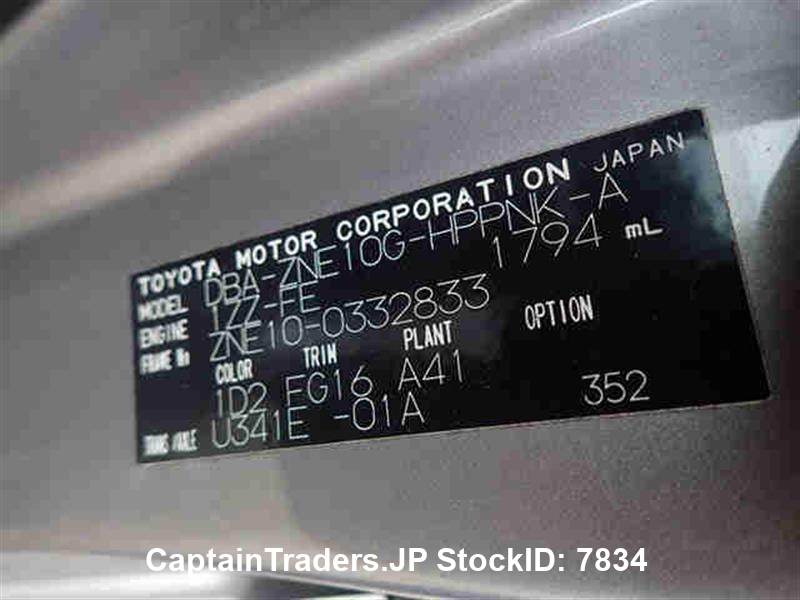 TOYOTA MOTOR CORPORATION JAPAN
MODEL DBA-ZNE10G-HPPNK-A
ENGINE 1ZZ-FE 1794 mL
FRAME No ZNE10-0332833
COLOR TRIM PLANT OPTION
1D2 FG16 A41
TRANS/AXLE U341E -01A 352
CaptainTraders.JP StockID: 7834